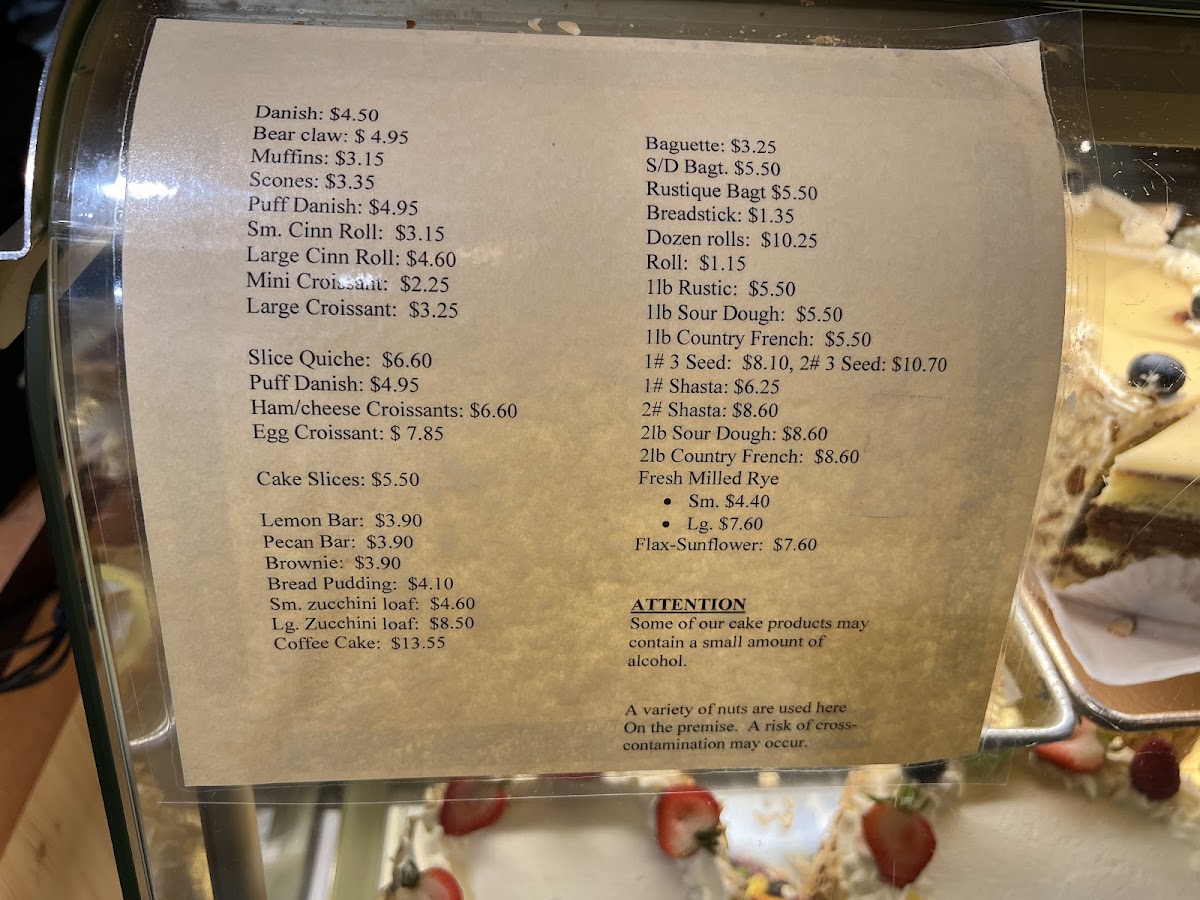 Danish: $4.50
Bear claw: $ 4.95
Muffins: $3.15
Scones: $3.35
Puff Danish: $4.95
Sm. Cinn Roll: $3.15
Large Cinn Roll: $4.60
Mini Croissant: $2.25
Large Croissant: $3.25
Slice Quiche: $6.60
Puff Danish: $4.95
Ham/cheese Croissants: $6.60
Egg Croissant: $ 7.85
Cake Slices: $5.50
Lemon Bar: $3.90
Pecan Bar: $3.90
Brownie: $3.90
Bread Pudding: $4.10
Sm. zucchini loaf: $4.60
Lg. Zucchini loaf: $8.50
Coffee Cake: $13.55
Baguette: $3.25
S/D Bagt. $5.50
Rustique Bagt $5.50
Breadstick: $1.35
Dozen rolls: $10.25
Roll: $1.15
1lb Rustic: $5.50
1lb Sour Dough: $5.50
1lb Country French: $5.50
1# 3 Seed: $8.10, 2# 3 Seed: $10.70
1# Shasta: $6.25
2# Shasta: $8.60
2lb Sour Dough: $8.60
2lb Country French: $8.60
Fresh Milled Rye
• Sm. $4.40
• Lg. $7.60
Flax-Sunflower: $7.60
ATTENTION
Some of our cake products may
contain a small amount of
alcohol.
A variety of nuts are used here
On the premise. A risk of cross-
contamination may occur.